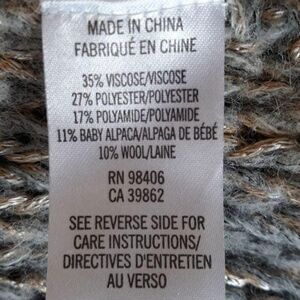 MADE IN CHINA
FABRIQUÉ EN CHINE
35% VISCOSE/VISCOSE
27% POLYESTER/POLYESTER
17% POLYAMIDE/POLYAMIDE
11% BABY ALPACA/ALPAGA DE BÉBÉ
10% WOOL/LAINE
RN 98406
CA 39862
SEE REVERSE SIDE FOR
CARE INSTRUCTIONS/
DIRECTIVES D'ENTRETIEN
AU VERSO